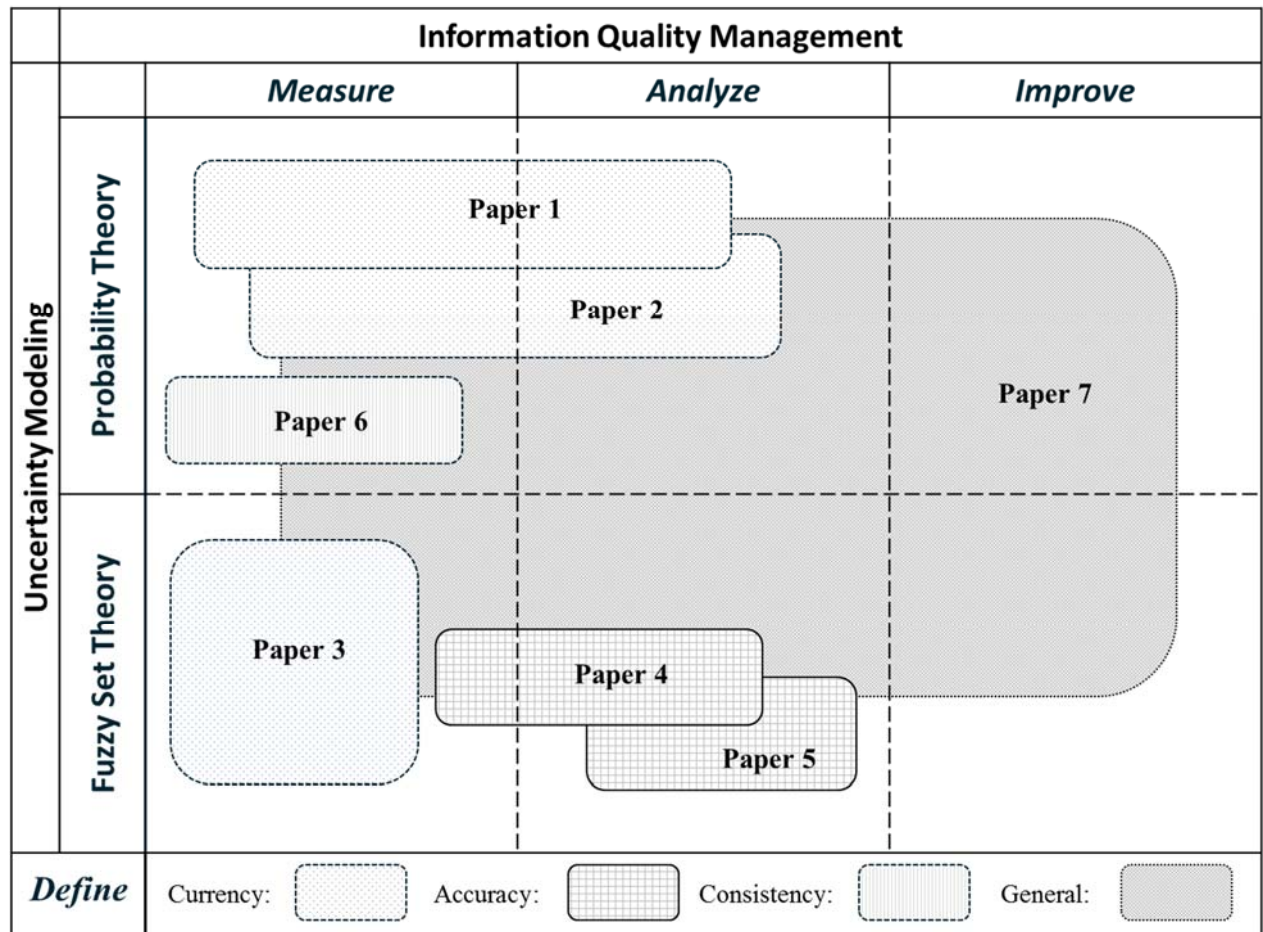 Information Quality Management
Measure
Analyze
Improve
Uncertainty Modeling
Probability Theory
Paper 1
Paper 2
Paper 7
Paper 6
Fuzzy Set Theory
Paper 3
Paper 4
Paper 5
Define
Currency:
Accuracy:
Consistency:
General: